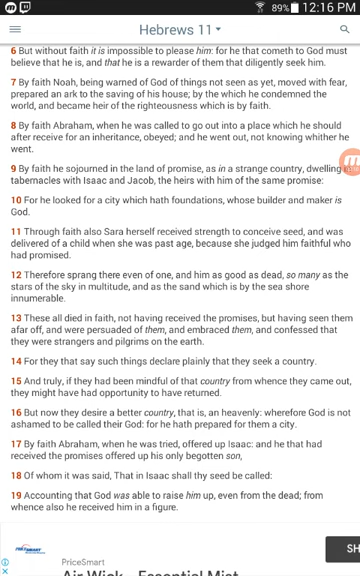 89% 12:16 PM
Hebrews 11
6 But without faith it is impossible to please him: for he that cometh to God must
believe that he is, and that he is a rewarder of them that diligently seek him.
7 By faith Noah, being warned of God of things not seen as yet, moved with fear,
prepared an ark to the saving of his house; by the which he condemned the
world, and became heir of the righteousness which is by faith.
8 By faith Abraham, when he was called to go out into a place which he should
after receive for an inheritance, obeyed; and he went out, not knowing whither he
went.
9 By faith he sojourned in the land of promise, as in a strange country, dwelling in
tabernacles with Isaac and Jacob, the heirs with him of the same promise:
10 For he looked for a city which hath foundations, whose builder and maker is
God.
11 Through faith also Sara herself received strength to conceive seed, and was
delivered of a child when she was past age, because she judged him faithful who
had promised.
12 Therefore sprang there even of one, and him as good as dead, so many as the
stars of the sky in multitude, and as the sand which is by the sea shore
innumerable.
13 These all died in faith, not having received the promises, but having seen them
afar off, and were persuaded of them, and embraced them, and confessed that
they were strangers and pilgrims on the earth.
14 For they that say such things declare plainly that they seek a country.
15 And truly, if they had been mindful of that country from whence they came out,
they might have had opportunity to have returned.
16 But now they desire a better country, that is, an heavenly: wherefore God is not
ashamed to be called their God: for he hath prepared for them a city.
17 By faith Abraham, when he was tried, offered up Isaac: and he that had
received the promises offered up his only begotten son,
18 Of whom it was said, That in Isaac shall thy seed be called:
19 Accounting that God was able to raise him up, even from the dead; from
whence also he received him in a figure.
PRICESMART
SH
PriceSmart
Air Wick - Essential Mist